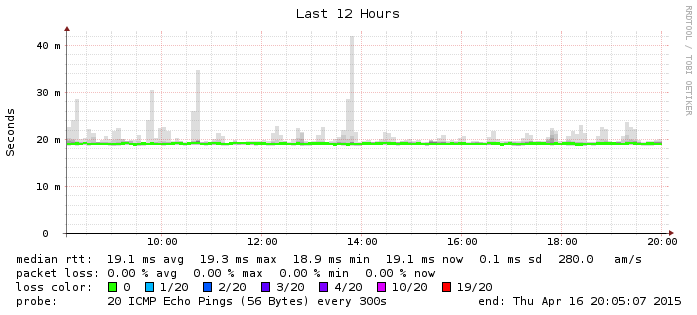 Last 12 Hours
RRDTOOL / TOBI OETIKER
Seconds
40 m
30 m
20 m
10 m
0
10:00 12:00 14:00 16:00 18:00 20:00
median rtt: 19.1 ms avg 19.3 ms max 18.9 ms min 19.1 ms now 0.1 ms sd 280.0 am/s
packet loss: 0.00 % avg 0.00 % max 0.00 % min 0.00 % now
loss color: 0 1/20 2/20 3/20 4/20 10/20 19/20
probe: 20 ICMP Echo Pings (56 Bytes) every 300s end: Thu Apr 16 20:05:07 2015